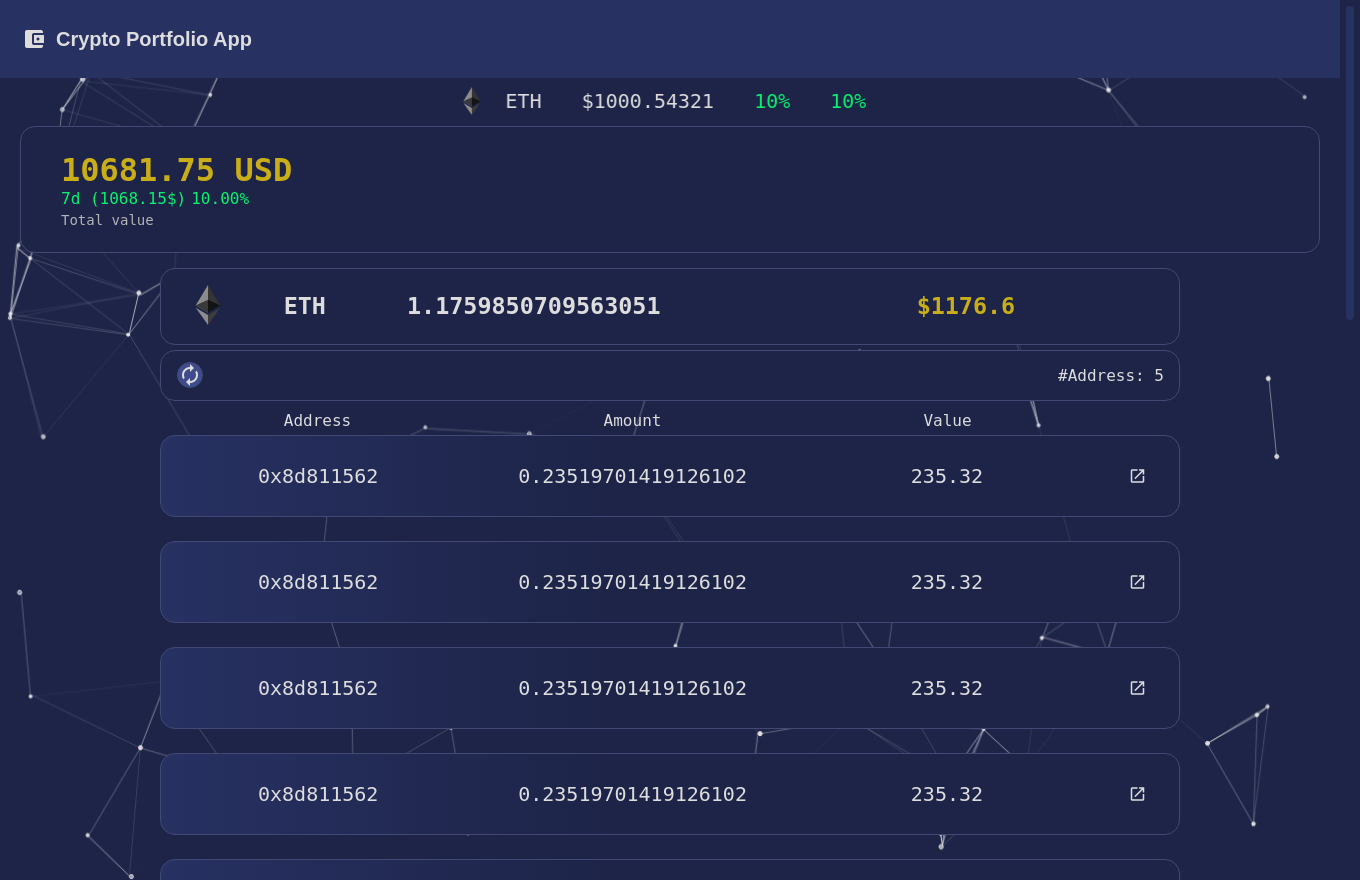 Crypto Portfolio App
ETH $1000.54321 10% 10%
10681.75 USD
7d (1068.15$) 10.00%
Total value
ETH 1.1759850709563051 $1176.6
#Address: 5
Address Amount Value
0x8d811562 0.23519701419126102 235.32
0x8d811562 0.23519701419126102 235.32
0x8d811562 0.23519701419126102 235.32
0x8d811562 0.23519701419126102 235.32